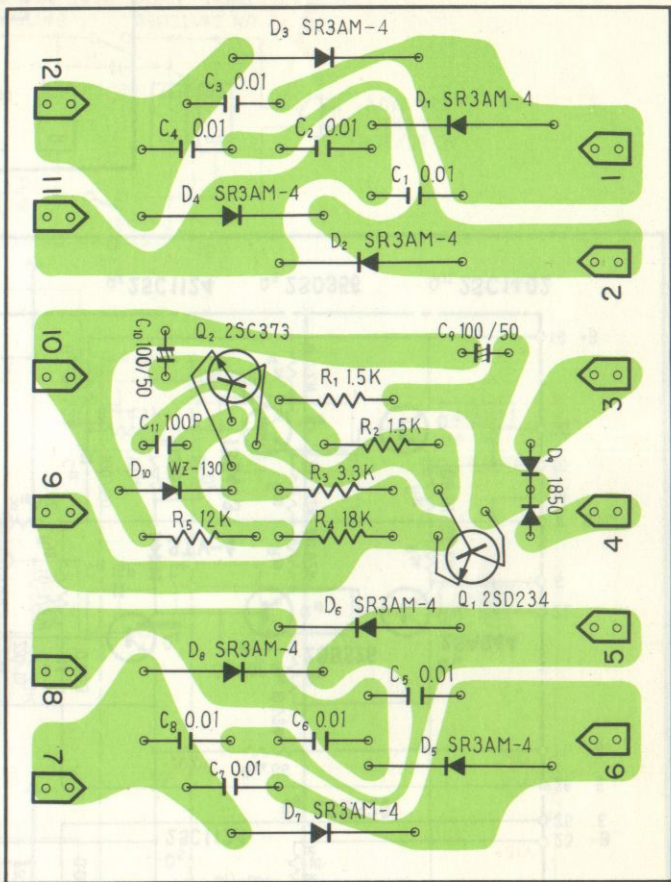 D₃ SR3AM-4
12
C₃ 0.01
D₁ SR3AM-4
C₄ 0.01
C₂ 0.01
1
C₁ 0.01
11
D₄ SR3AM-4
D₂ SR3AM-4
2
10
C₁₀ 100/50
Q₂ 2SC373
C₉ 100/50
3
R₁ 1.5K
C₁₁ 100P
R₂ 1.5K
D₁₀ WZ-130
R₃ 3.3K
D₉ 1850
9
R₅ 12K
R₄ 18K
4
Q₁ 2SD234
D₆ SR3AM-4
5
D₈ SR3AM-4
8
C₅ 0.01
C₈ 0.01
C₆ 0.01
D₅ SR3AM-4
6
7
C₇ 0.01
D₇ SR3AM-4